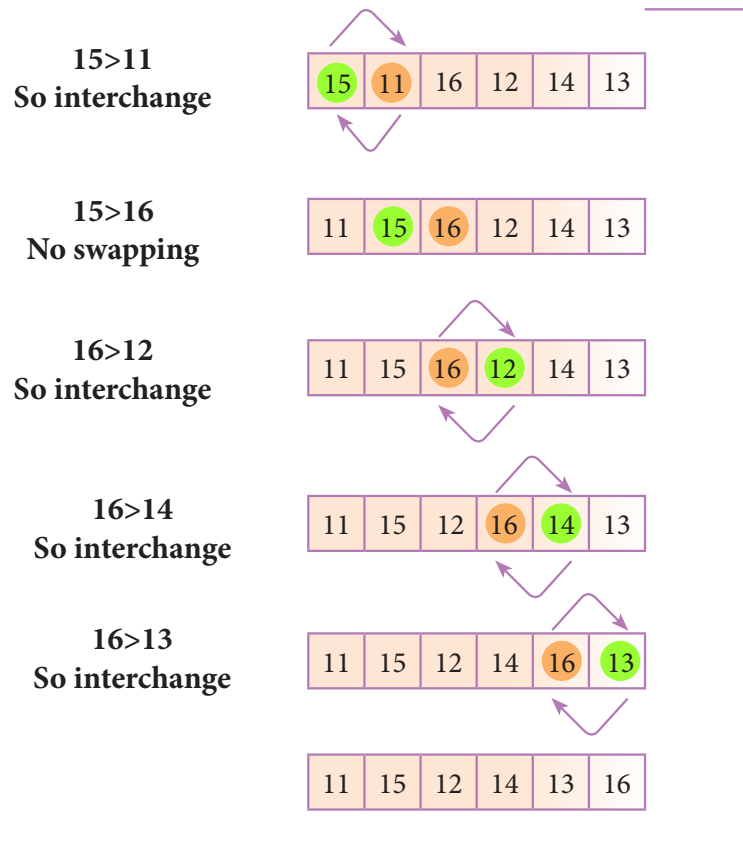 15>11
So interchange
15 11 16 12 14 13
15>16
No swapping
11 15 16 12 14 13
16>12
So interchange
11 15 16 12 14 13
16>14
So interchange
11 15 12 16 14 13
16>13
So interchange
11 15 12 14 16 13
11 15 12 14 13 16